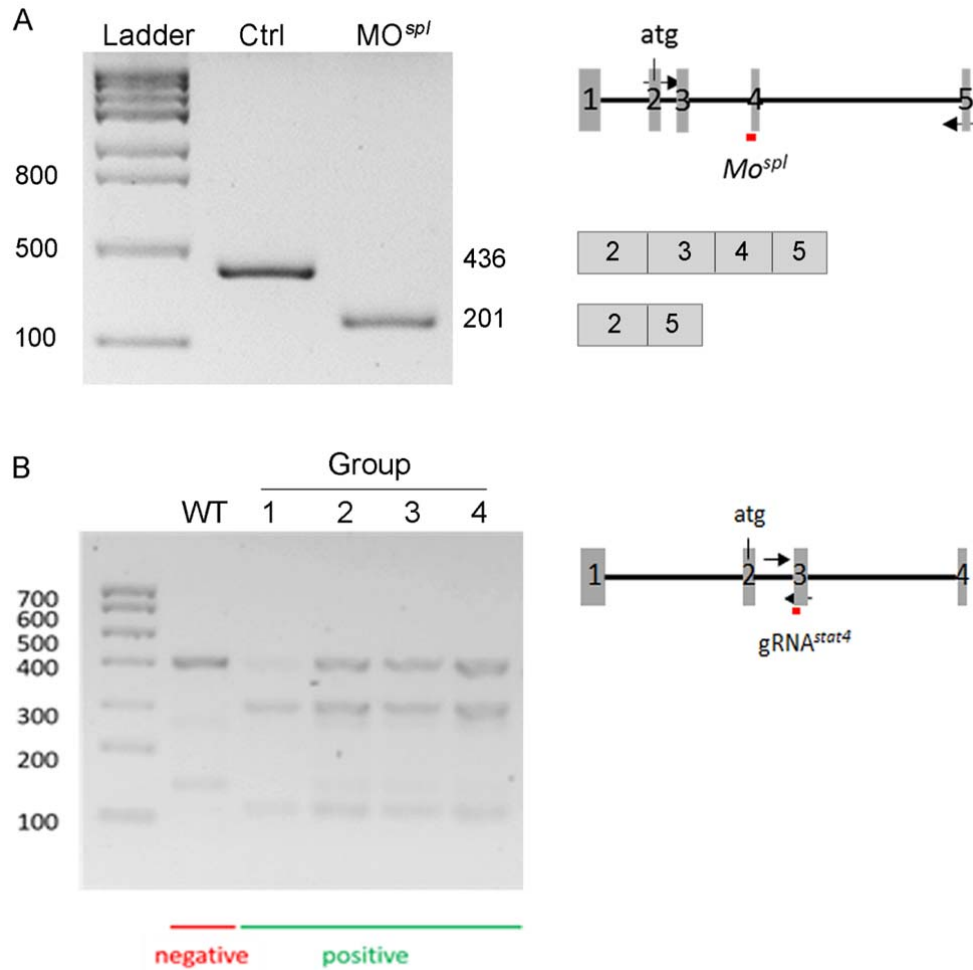 A
Ladder Ctrl MO^spl
800
500
100
436
201
atg
1 2 3 4 5
Mo^spl
2 3 4 5
2 5
B
Group
WT 1 2 3 4
700
600
500
400
300
200
100
negative positive
atg
1 2 3 4
gRNA^stat4